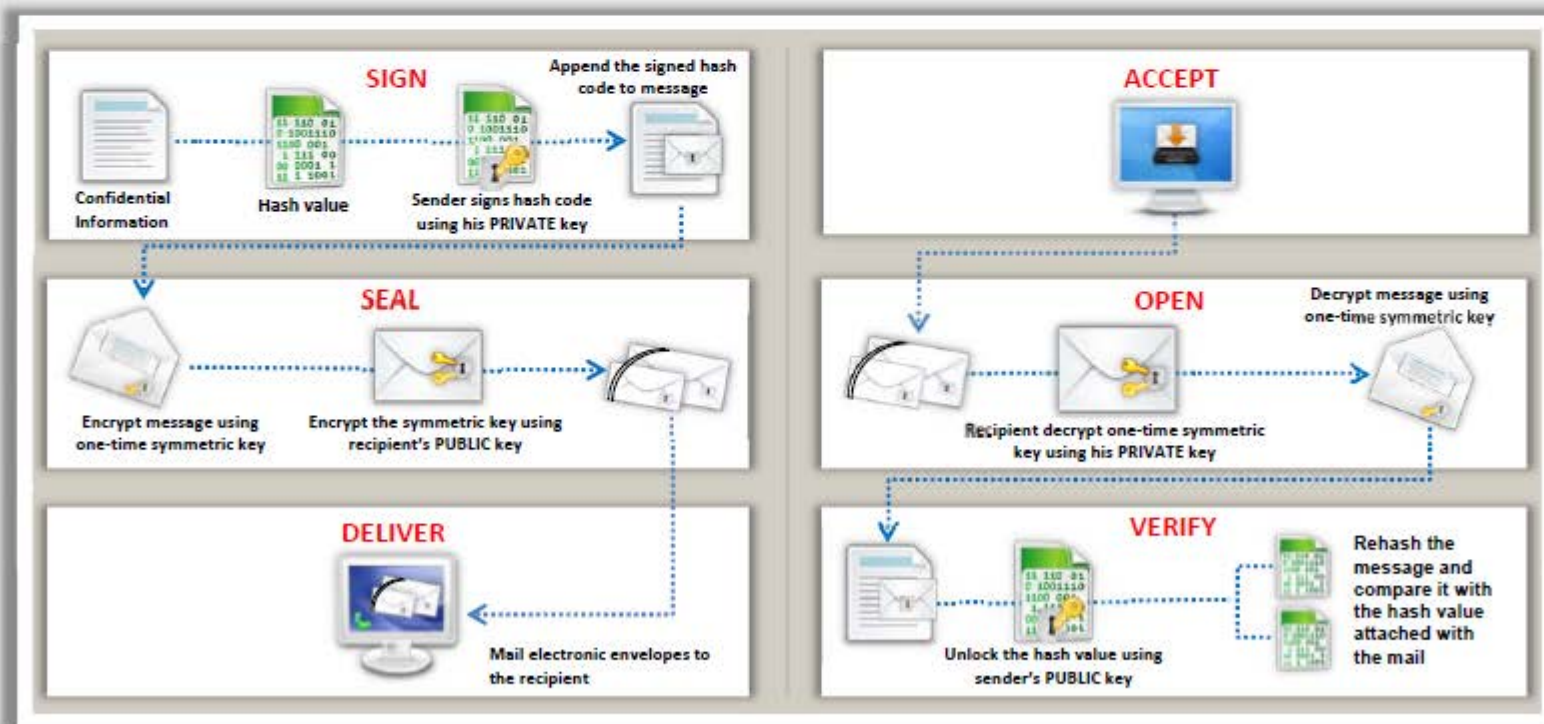 SIGN
Append the signed hash
code to message
Confidential
Information
Hash value
Sender signs hash code
using his PRIVATE key
SEAL
Encrypt message using
one-time symmetric key
Encrypt the symmetric key using
recipient's PUBLIC key
DELIVER
Mail electronic envelopes to
the recipient
ACCEPT
OPEN
Decrypt message using
one-time symmetric key
Recipient decrypt one-time symmetric
key using his PRIVATE key
VERIFY
Unlock the hash value using
sender's PUBLIC key
Rehash the
message and
compare it with
the hash value
attached with
the mail